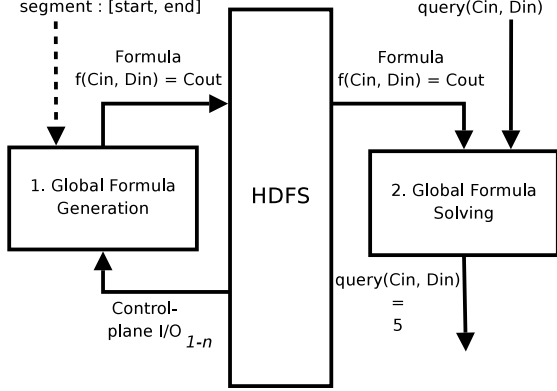 segment : [start, end]
query(Cin, Din)
Formula
f(Cin, Din) = Cout
Formula
f(Cin, Din) = Cout
1. Global Formula
Generation
HDFS
2. Global Formula
Solving
Control-
plane I/O 1-n
query(Cin, Din)
=
5